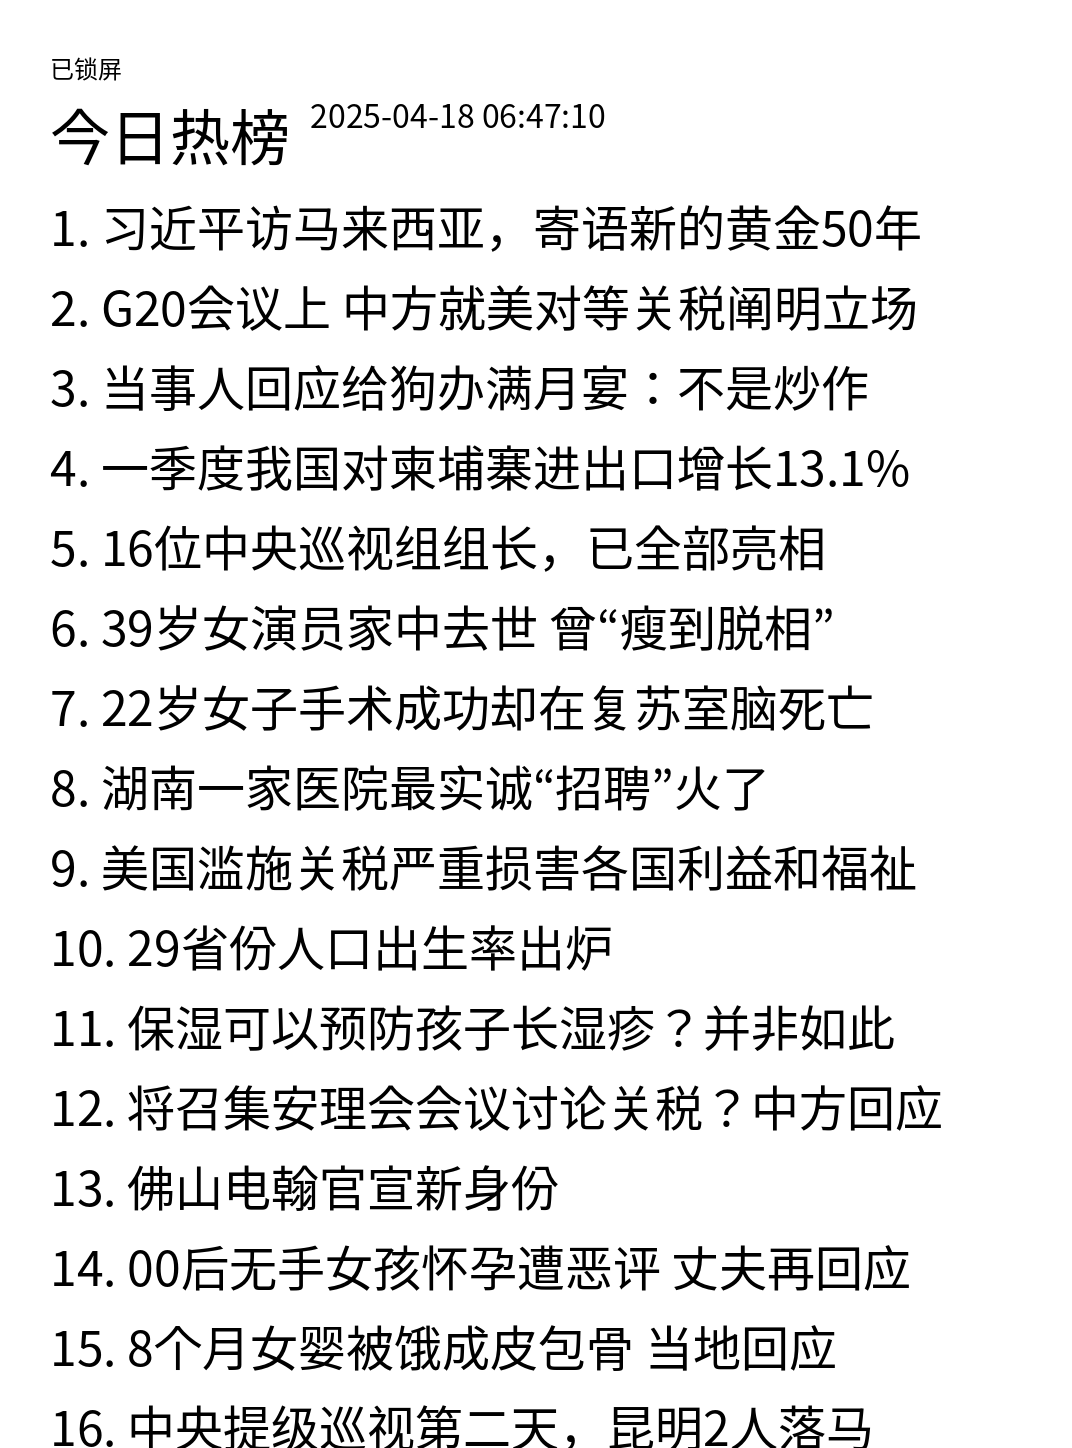 已锁屏
今日热榜 2025-04-18 06:47:10
1. 习近平访马来西亚，寄语新的黄金50年
2. G20会议上 中方就美对等关税阐明立场
3. 当事人回应给狗办满月宴：不是炒作
4. 一季度我国对柬埔寨进出口增长13.1%
5. 16位中央巡视组组长，已全部亮相
6. 39岁女演员家中去世 曾“瘦到脱相”
7. 22岁女子手术成功却在复苏室脑死亡
8. 湖南一家医院最实诚“招聘”火了
9. 美国滥施关税严重损害各国利益和福祉
10. 29省份人口出生率出炉
11. 保湿可以预防孩子长湿疹？并非如此
12. 将召集安理会会议讨论关税？中方回应
13. 佛山电翰官宣新身份
14. 00后无手女孩怀孕遭恶评 丈夫再回应
15. 8个月女婴被饿成皮包骨 当地回应
16. 中央提级巡视第二天，昆明2人落马